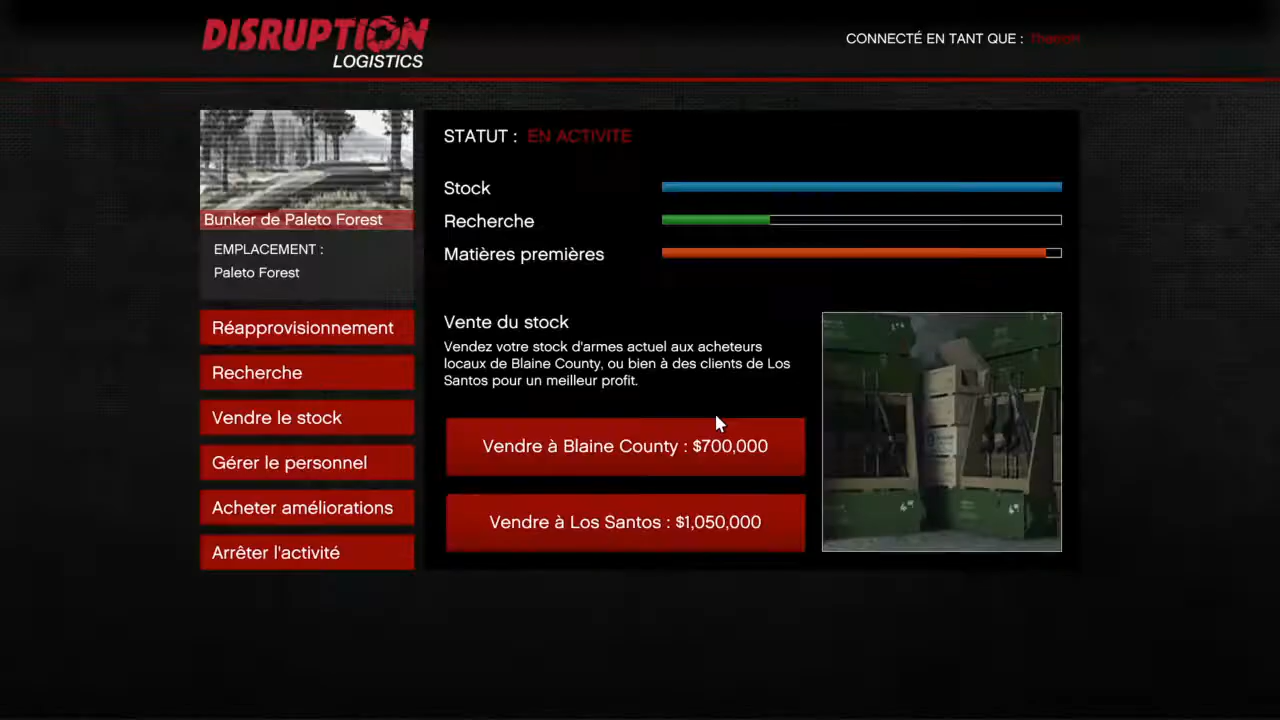 DISRUPTION
LOGISTICS
CONNECTÉ EN TANT QUE :
Bunker de Paleto Forest
EMPLACEMENT :
Paleto Forest
Réapprovisionnement
Recherche
Vendre le stock
Gérer le personnel
Acheter améliorations
Arrêter l'activité
STATUT : EN ACTIVITE
Stock
Recherche
Matières premières
Vente du stock
Vendez votre stock d'armes actuel aux acheteurs
locaux de Blaine County, ou bien à des clients de Los
Santos pour un meilleur profit.
Vendre à Blaine County : $700,000
Vendre à Los Santos : $1,050,000